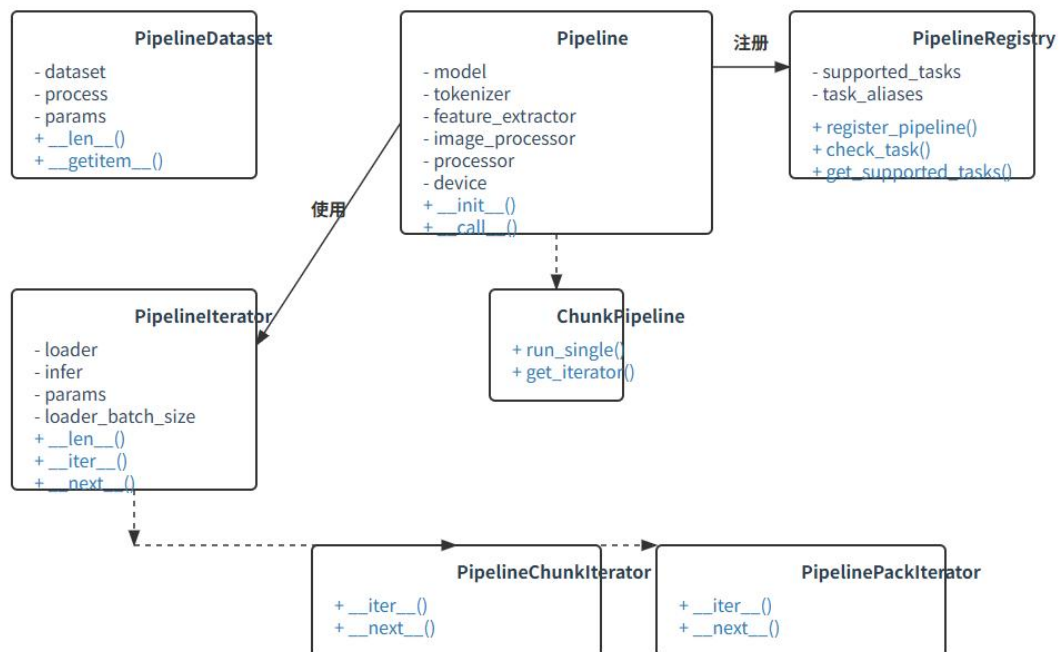 PipelineDataset
- dataset
- process
- params
+ __len__()
+ __getitem__()
Pipeline
- model
- tokenizer
- feature_extractor
- image_processor
- processor
- device
+ __init__()
+ __call__()
注册
PipelineRegistry
- supported_tasks
- task_aliases
+ register_pipeline()
+ check_task()
+ get_supported_tasks()
使用
PipelineIterator
- loader
- infer
- params
- loader_batch_size
+ __len__()
+ __iter__()
+ __next__()
ChunkPipeline
+ run_single()
+ get_iterator()
PipelineChunkIterator
+ __iter__()
+ __next__()
PipelinePackIterator
+ __iter__()
+ __next__()